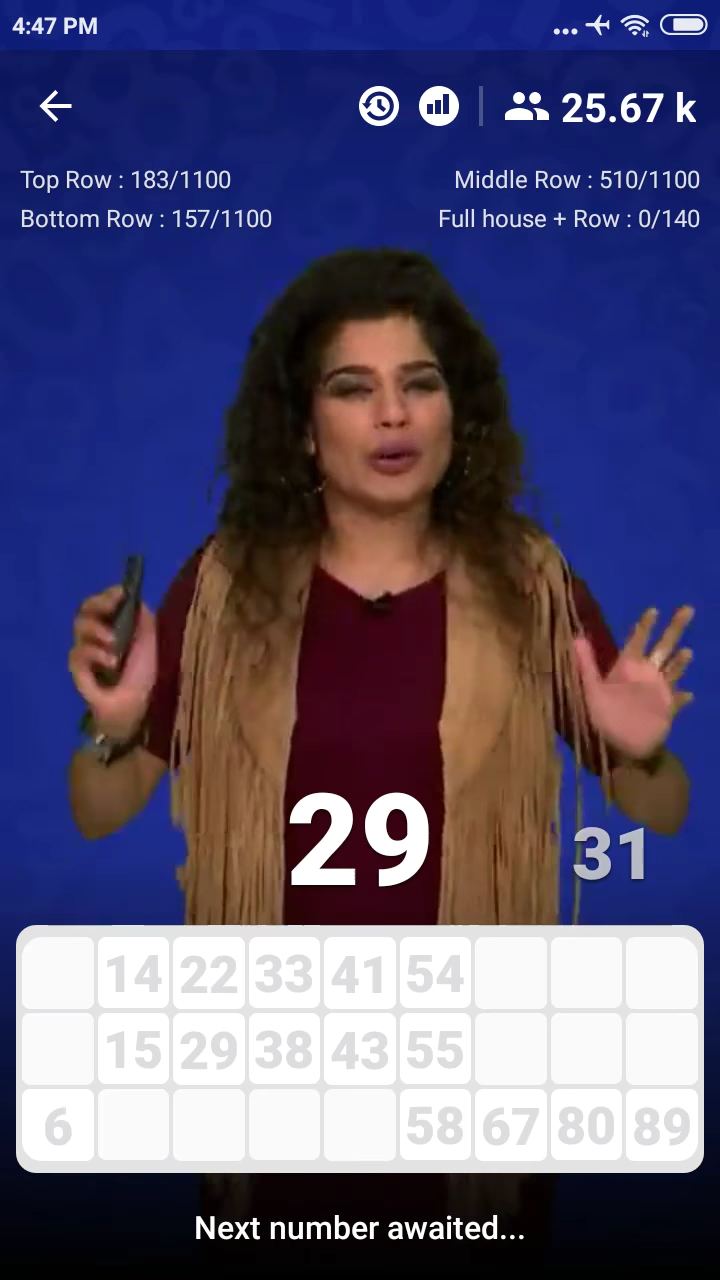 4:47 PM
25.67 k
Top Row : 183/1100 Middle Row : 510/1100
Bottom Row : 157/1100 Full house + Row : 0/140
29 31
14 22 33 41 54
15 29 38 43 55
6 58 67 80 89
Next number awaited...